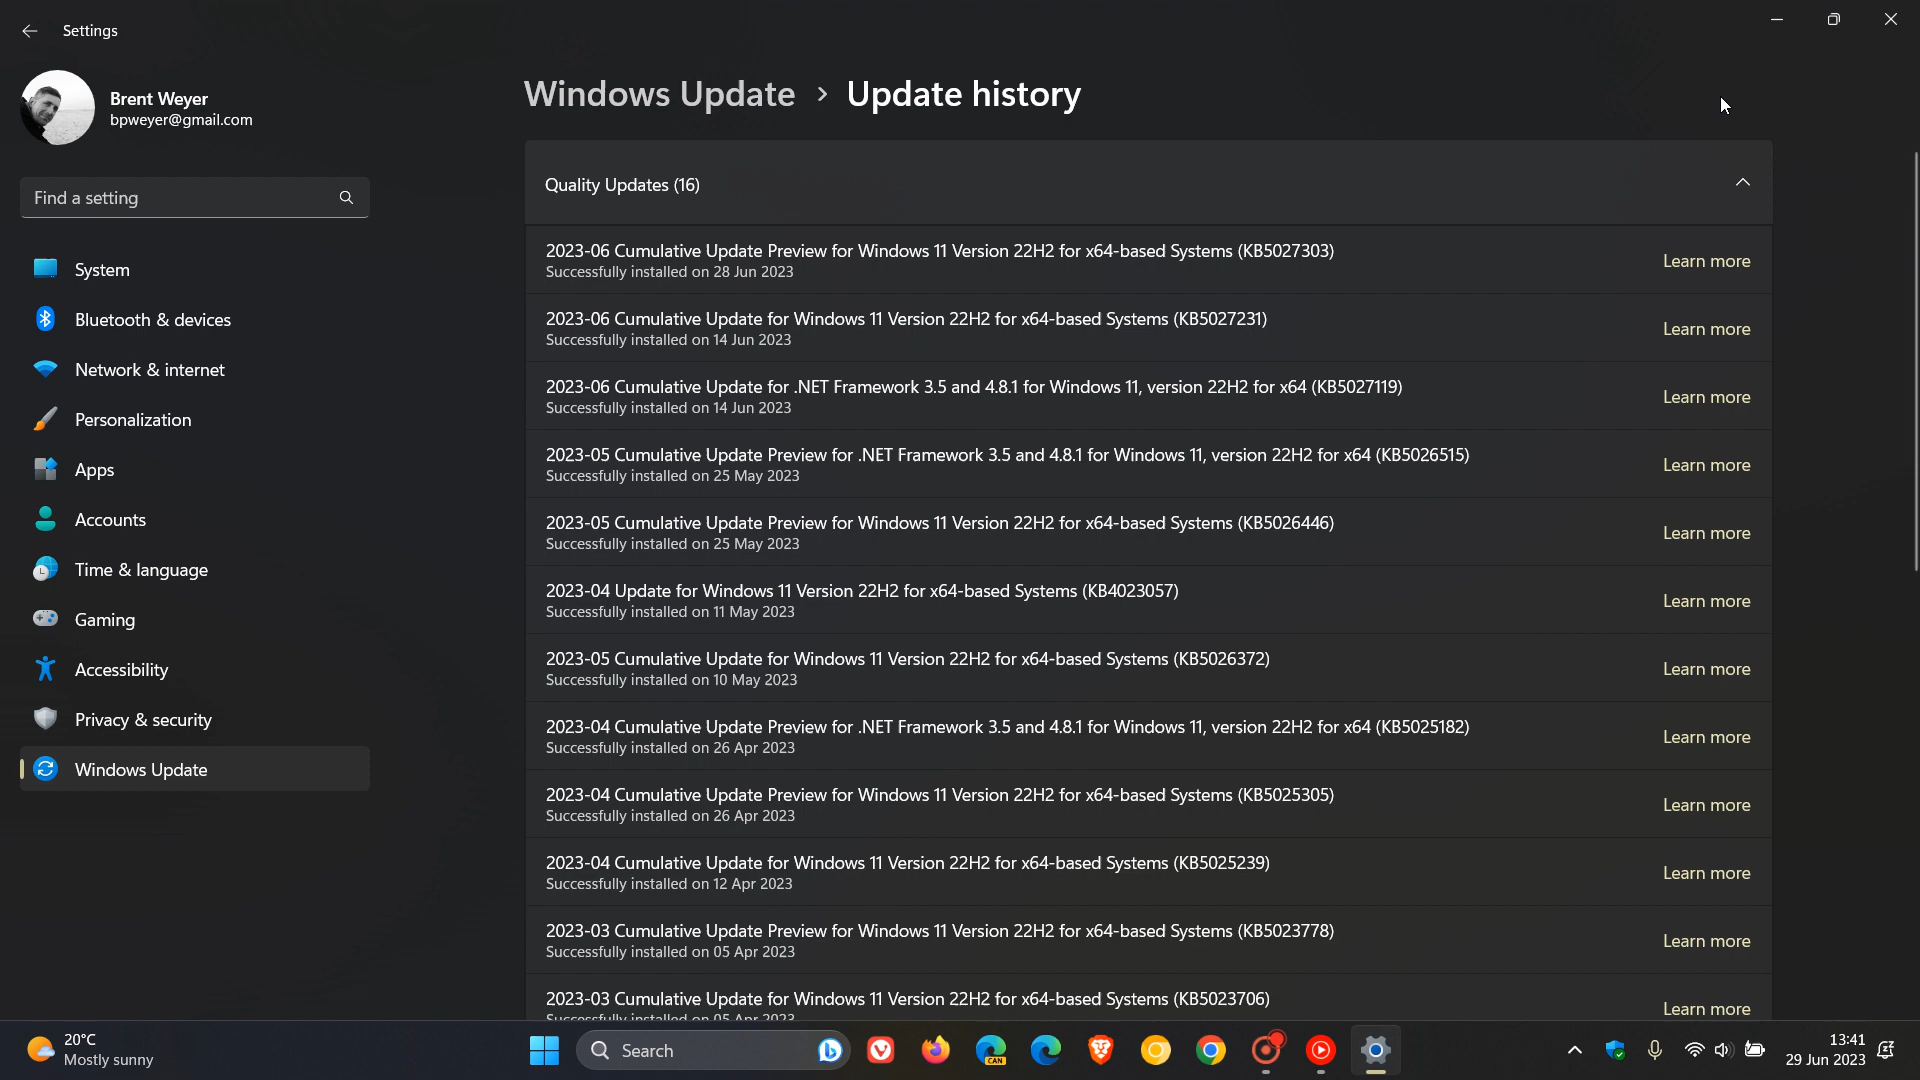 Settings
Brent Weyer
bpweyer@gmail.com
Find a setting
System
Bluetooth & devices
Network & internet
Personalization
Apps
Accounts
Time & language
Gaming
Accessibility
Privacy & security
Windows Update
Windows Update > Update history
Quality Updates (16)
2023-06 Cumulative Update Preview for Windows 11 Version 22H2 for x64-based Systems (KB5027303)
Successfully installed on 28 Jun 2023
Learn more
2023-06 Cumulative Update for Windows 11 Version 22H2 for x64-based Systems (KB5027231)
Successfully installed on 14 Jun 2023
Learn more
2023-06 Cumulative Update for .NET Framework 3.5 and 4.8.1 for Windows 11, version 22H2 for x64 (KB5027119)
Successfully installed on 14 Jun 2023
Learn more
2023-05 Cumulative Update Preview for .NET Framework 3.5 and 4.8.1 for Windows 11, version 22H2 for x64 (KB5026515)
Successfully installed on 25 May 2023
Learn more
2023-05 Cumulative Update Preview for Windows 11 Version 22H2 for x64-based Systems (KB5026446)
Successfully installed on 25 May 2023
Learn more
2023-04 Update for Windows 11 Version 22H2 for x64-based Systems (KB4023057)
Successfully installed on 11 May 2023
Learn more
2023-05 Cumulative Update for Windows 11 Version 22H2 for x64-based Systems (KB5026372)
Successfully installed on 10 May 2023
Learn more
2023-04 Cumulative Update Preview for .NET Framework 3.5 and 4.8.1 for Windows 11, version 22H2 for x64 (KB5025182)
Successfully installed on 26 Apr 2023
Learn more
2023-04 Cumulative Update Preview for Windows 11 Version 22H2 for x64-based Systems (KB5025305)
Successfully installed on 26 Apr 2023
Learn more
2023-04 Cumulative Update for Windows 11 Version 22H2 for x64-based Systems (KB5025239)
Successfully installed on 12 Apr 2023
Learn more
2023-03 Cumulative Update Preview for Windows 11 Version 22H2 for x64-based Systems (KB5023778)
Successfully installed on 05 Apr 2023
Learn more
2023-03 Cumulative Update for Windows 11 Version 22H2 for x64-based Systems (KB5023706)
Successfully installed on 05 Apr 2023
Learn more
20°C
Mostly sunny
Search
CAN
13:41
29 Jun 2023